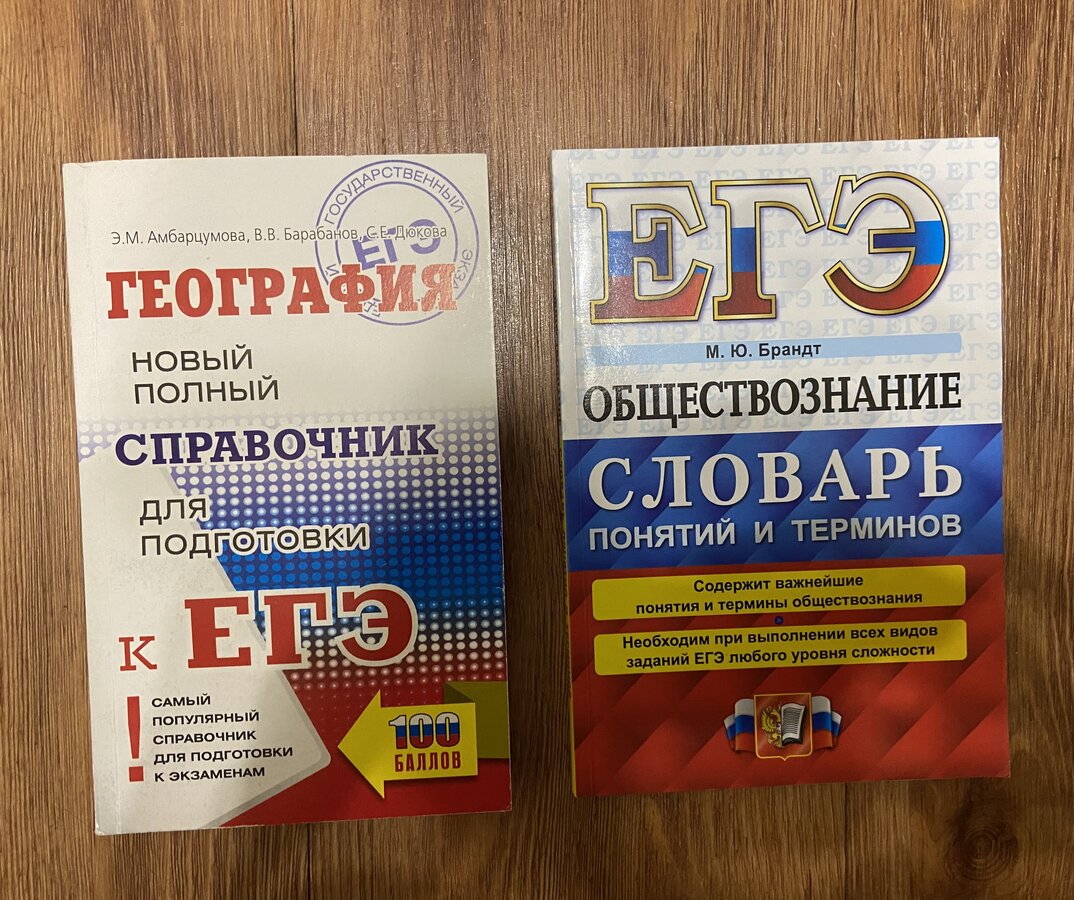 Э.М. Амбарцумова, В.В. Барабанов, С.Е. Дюкова
ГОСУДАРСТВЕННЫЙ
ЕГЭ
ГЕОГРАФИЯ
НОВЫЙ
ПОЛНЫЙ
СПРАВОЧНИК
ДЛЯ
ПОДГОТОВКИ
К ЕГЭ
!
САМЫЙ
ПОПУЛЯРНЫЙ
СПРАВОЧНИК
ДЛЯ ПОДГОТОВКИ
К ЭКЗАМЕНАМ
100
БАЛЛОВ
ЕГЭ
М. Ю. Брандт
ОБЩЕСТВОЗНАНИЕ
СЛОВАРЬ
ПОНЯТИЙ И ТЕРМИНОВ
Содержит важнейшие
понятия и термины обществознания
Необходим при выполнении всех видов
заданий ЕГЭ любого уровня сложности